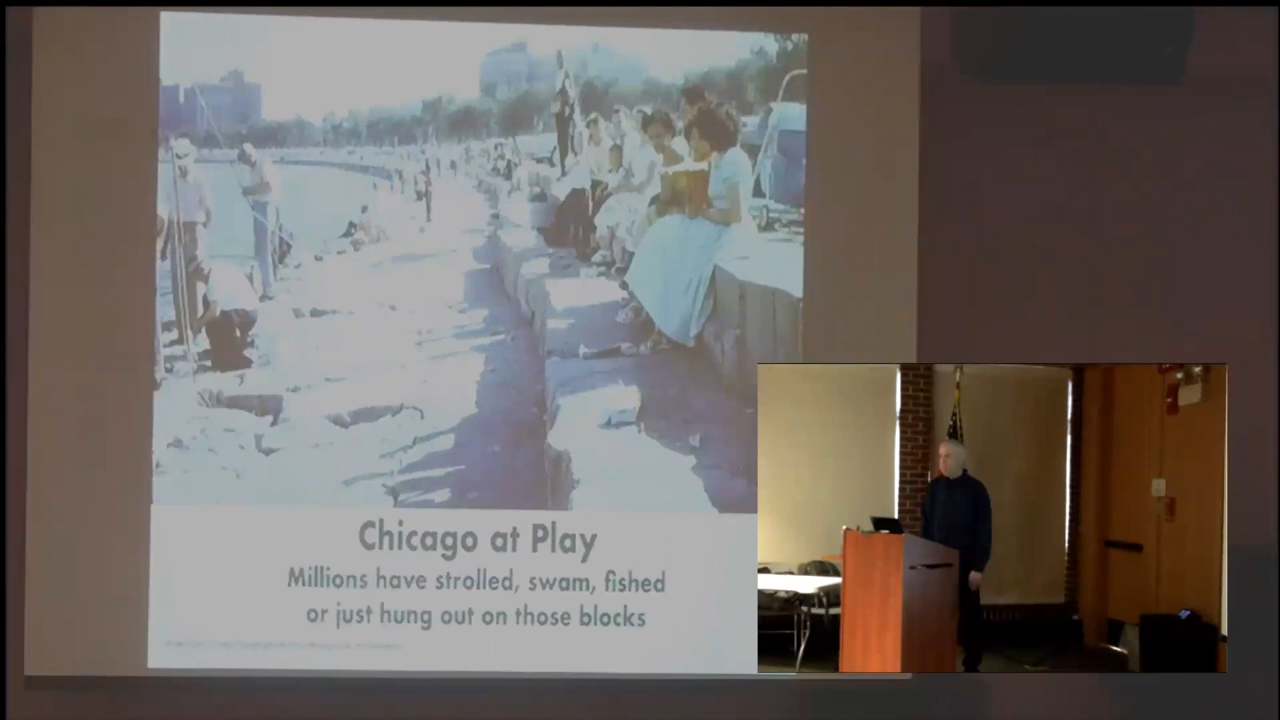 Chicago at Play
Millions have strolled, swam, fished
or just hung out on those blocks